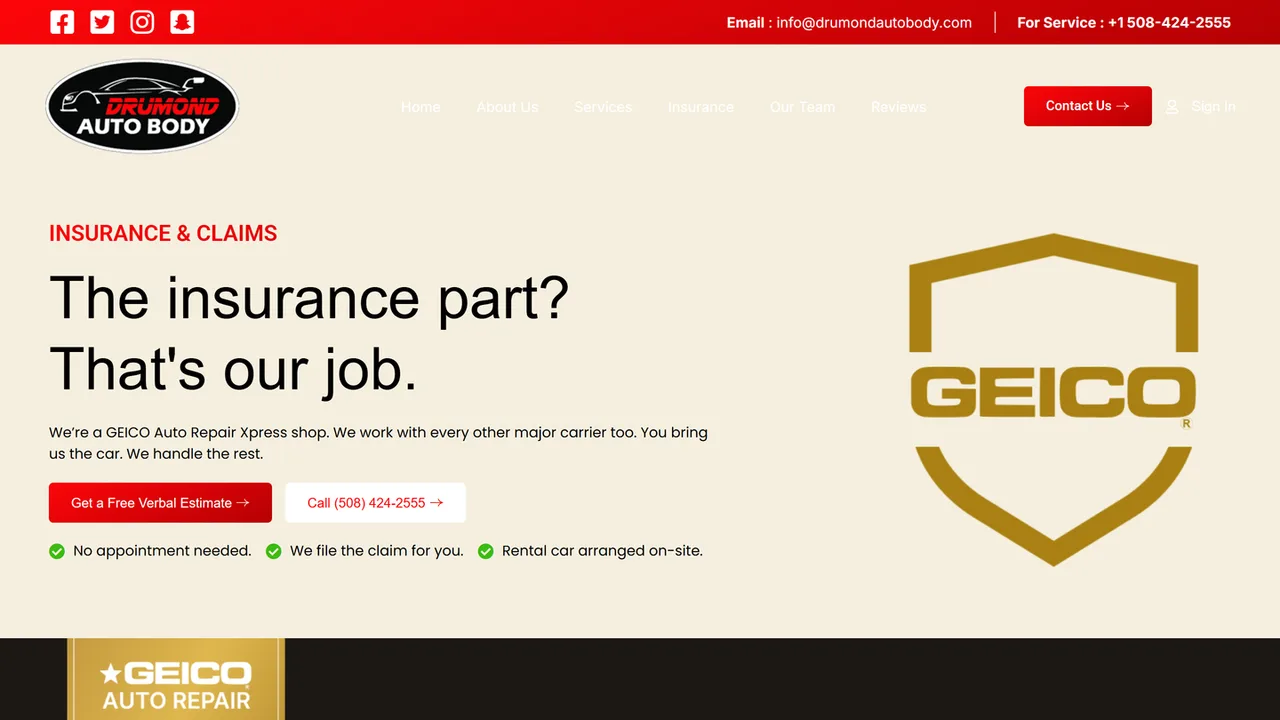 Email : info@drumondautobody.com
For Service : +1 508-424-2555
DRUMOND
AUTO BODY
Home
About Us
Services
Insurance
Our Team
Reviews
Contact Us
Sign In
INSURANCE & CLAIMS
The insurance part?
That's our job.
We’re a GEICO Auto Repair Xpress shop. We work with every other major carrier too. You bring
us the car. We handle the rest.
Get a Free Verbal Estimate
Call (508) 424-2555
No appointment needed.
We file the claim for you.
Rental car arranged on-site.
GEICO
®
GEICO
AUTO REPAIR